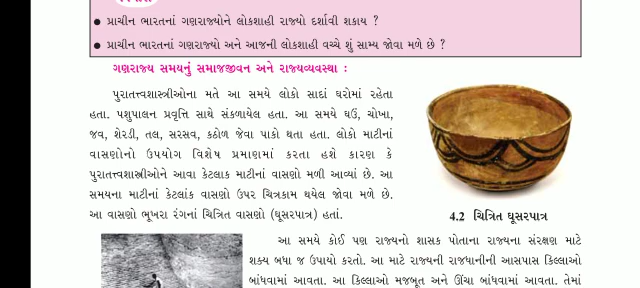 • પ્રાચીન ભારતનાં ગણરાજ્યોને લોકશાહી રાજ્યો દર્શાવી શકાય ?
• પ્રાચીન ભારતનાં ગણરાજ્યો અને આજની લોકશાહી વચ્ચે શું સામ્ય જોવા મળે છે ?
ગણરાજ્ય સમયનું સમાજજીવન અને રાજ્યવ્યવસ્થા :
પુરાતત્ત્વશાસ્ત્રીઓના મતે આ સમયે લોકો સાદાં ઘરોમાં રહેતા
હતા. પશુપાલન પ્રવૃત્તિ સાથે સંકળાયેલ હતા. આ સમયે ઘઉં, ચોખા,
જવ, શેરડી, તલ, સરસવ, કઠોળ જેવા પાકો થતા હતા. લોકો માટીનાં
વાસણોનો ઉપયોગ વિશેષ પ્રમાણમાં કરતા હશે કારણ કે
પુરાતત્ત્વશાસ્ત્રીઓને આવા કેટલાક માટીનાં વાસણો મળી આવ્યાં છે. આ
સમયના માટીનાં કેટલાંક વાસણો ઉપર ચિત્રકામ થયેલ જોવા મળે છે.
આ વાસણો ભૂખરા રંગનાં ચિત્રિત વાસણો (ઘૂસરપાત્ર) હતાં.
4.2 ચિત્રિત ઘૂસરપાત્ર
આ સમયે કોઈ પણ રાજ્યનો શાસક પોતાના રાજ્યના સંરક્ષણ માટે
શક્ય બધા જ ઉપાયો કરતો. આ માટે રાજ્યની રાજધાનીની આસપાસ કિલ્લાઓ
બાંધવામાં આવતા. આ કિલ્લાઓ મજબૂત અને ઊંચા બાંધવામાં આવતા. તેમાં